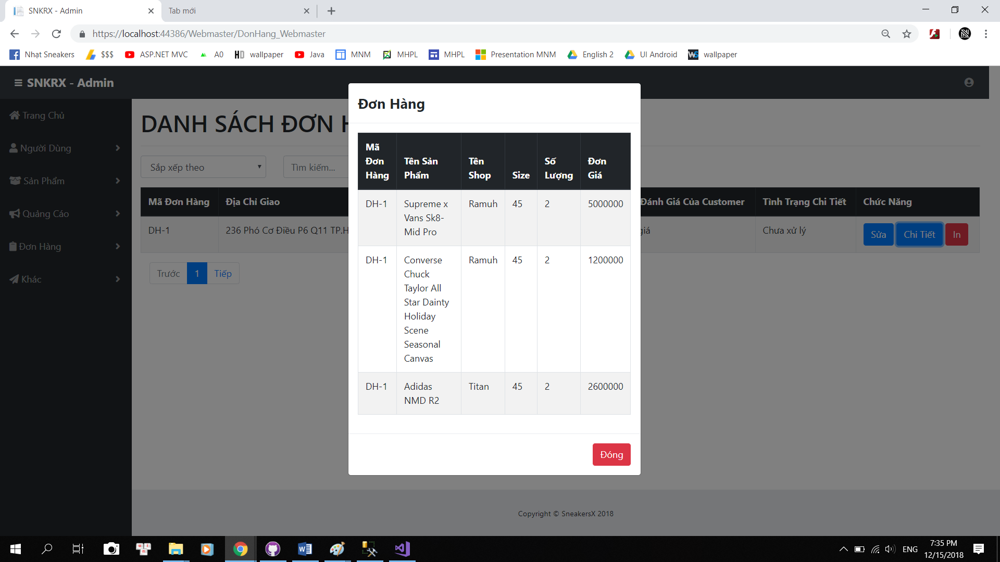 SNKRX - Admin
Tab mới
https://localhost:44386/Webmaster/DonHang_Webmaster
Nhạt Sneakers
$$$
ASP.NET MVC
A0
HD wallpaper
Java
MNM
MHPL
MHPL
Presentation MNM
English 2
UI Android
wallpaper
SNKRX - Admin
Trang Chủ
Người Dùng
Sản Phẩm
Quảng Cáo
Đơn Hàng
Khác
DANH SÁCH ĐƠN H
Sắp xếp theo
Tìm kiếm...
Mã Đơn Hàng
Địa Chỉ Giao
Đánh Giá Của Customer
Tình Trạng Chi Tiết
Chức Năng
DH-1
236 Phó Cơ Điều P6 Q11 TP.H
giá
Chưa xử lý
Sửa
Chi Tiết
In
Trước
1
Tiếp
Đơn Hàng
Mã
Đơn
Hàng
Tên Sản
Phẩm
Tên
Shop
Size
Số
Lượng
Đơn
Giá
DH-1
Supreme x
Vans Sk8-
Mid Pro
Ramuh
45
2
5000000
DH-1
Converse
Chuck
Taylor All
Star Dainty
Holiday
Scene
Seasonal
Canvas
Ramuh
45
2
1200000
DH-1
Adidas
NMD R2
Titan
45
2
2600000
Đóng
Copyright © SneakersX 2018
ENG
7:35 PM
12/15/2018